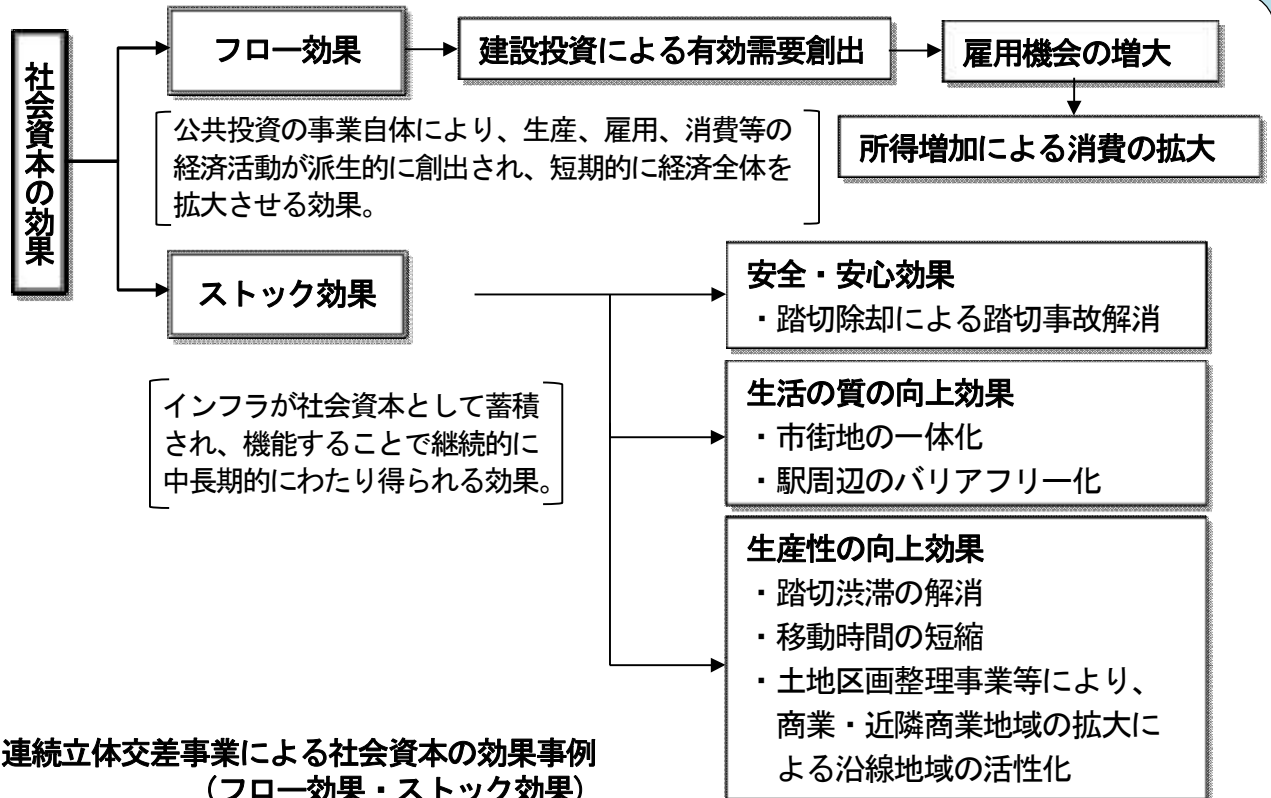 社会資本の効果
フロー効果
建設投資による有効需要創出
雇用機会の増大
所得増加による消費の拡大
公共投資の事業自体により、生産、雇用、消費等の
経済活動が派生的に創出され、短期的に経済全体を
拡大させる効果。
ストック効果
インフラが社会資本として蓄積
され、機能することで継続的に
中長期的にわたり得られる効果。
安全・安心効果
・踏切除却による踏切事故解消
生活の質の向上効果
・市街地の一体化
・駅周辺のバリアフリー化
生産性の向上効果
・踏切渋滞の解消
・移動時間の短縮
・土地区画整理事業等により、
商業・近隣商業地域の拡大に
よる沿線地域の活性化
連続立体交差事業による社会資本の効果事例
（フロー効果・ストック効果）